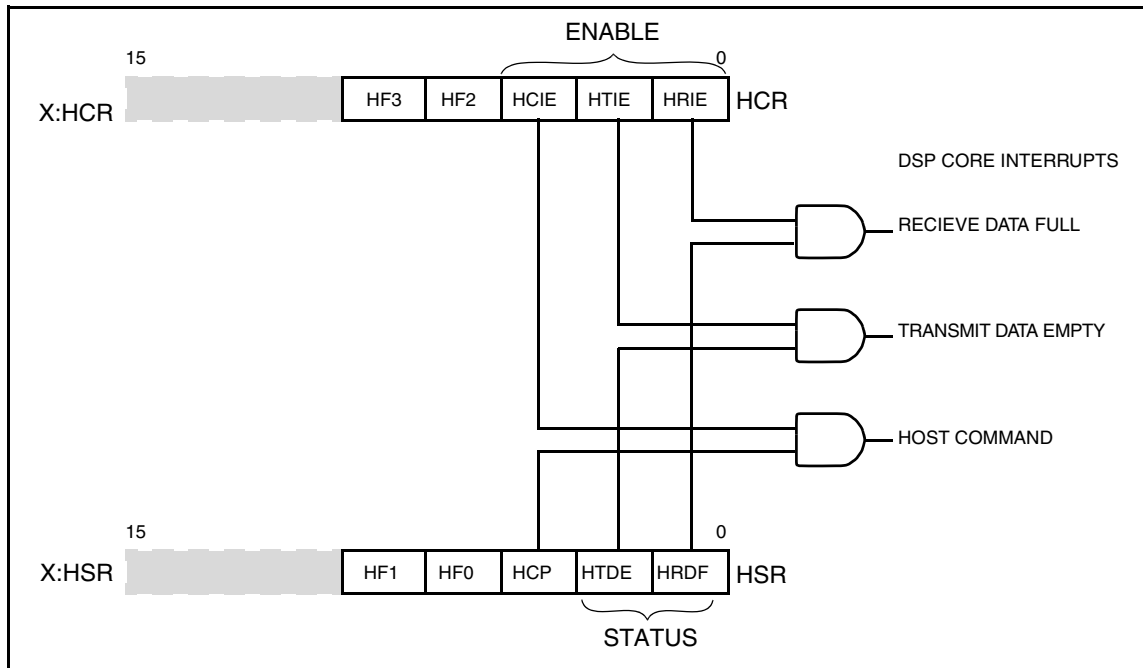 ENABLE
15 0
X:HCR HF3 HF2 HCIE HTIE HRIE HCR
DSP CORE INTERRUPTS
RECIEVE DATA FULL
TRANSMIT DATA EMPTY
HOST COMMAND
15 0
X:HSR HF1 HF0 HCP HTDE HRDF HSR
STATUS